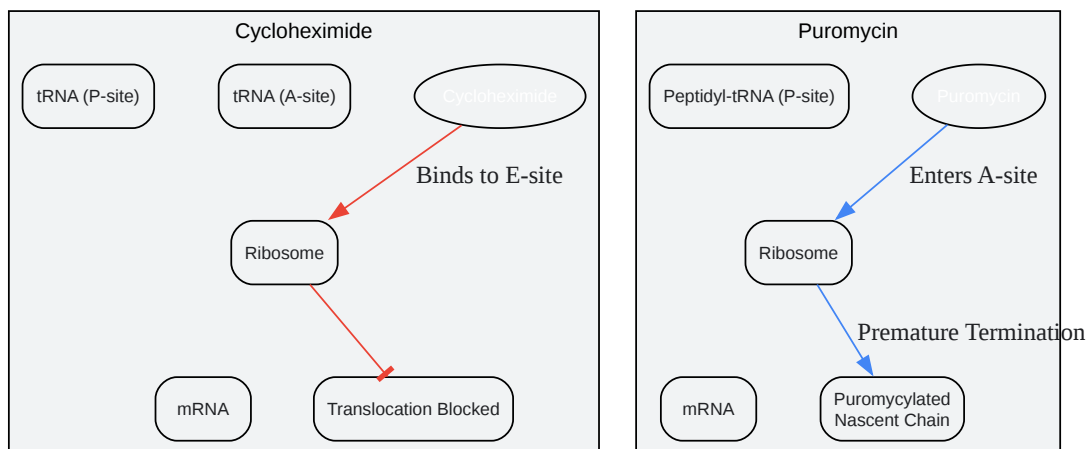 Cycloheximide
tRNA (P-site)
tRNA (A-site)
Cycloheximide
Binds to E-site
Ribosome
mRNA
Translocation Blocked
Puromycin
Peptidyl-tRNA (P-site)
Puromycin
Enters A-site
Ribosome
Premature Termination
mRNA
Puromycylated
Nascent Chain